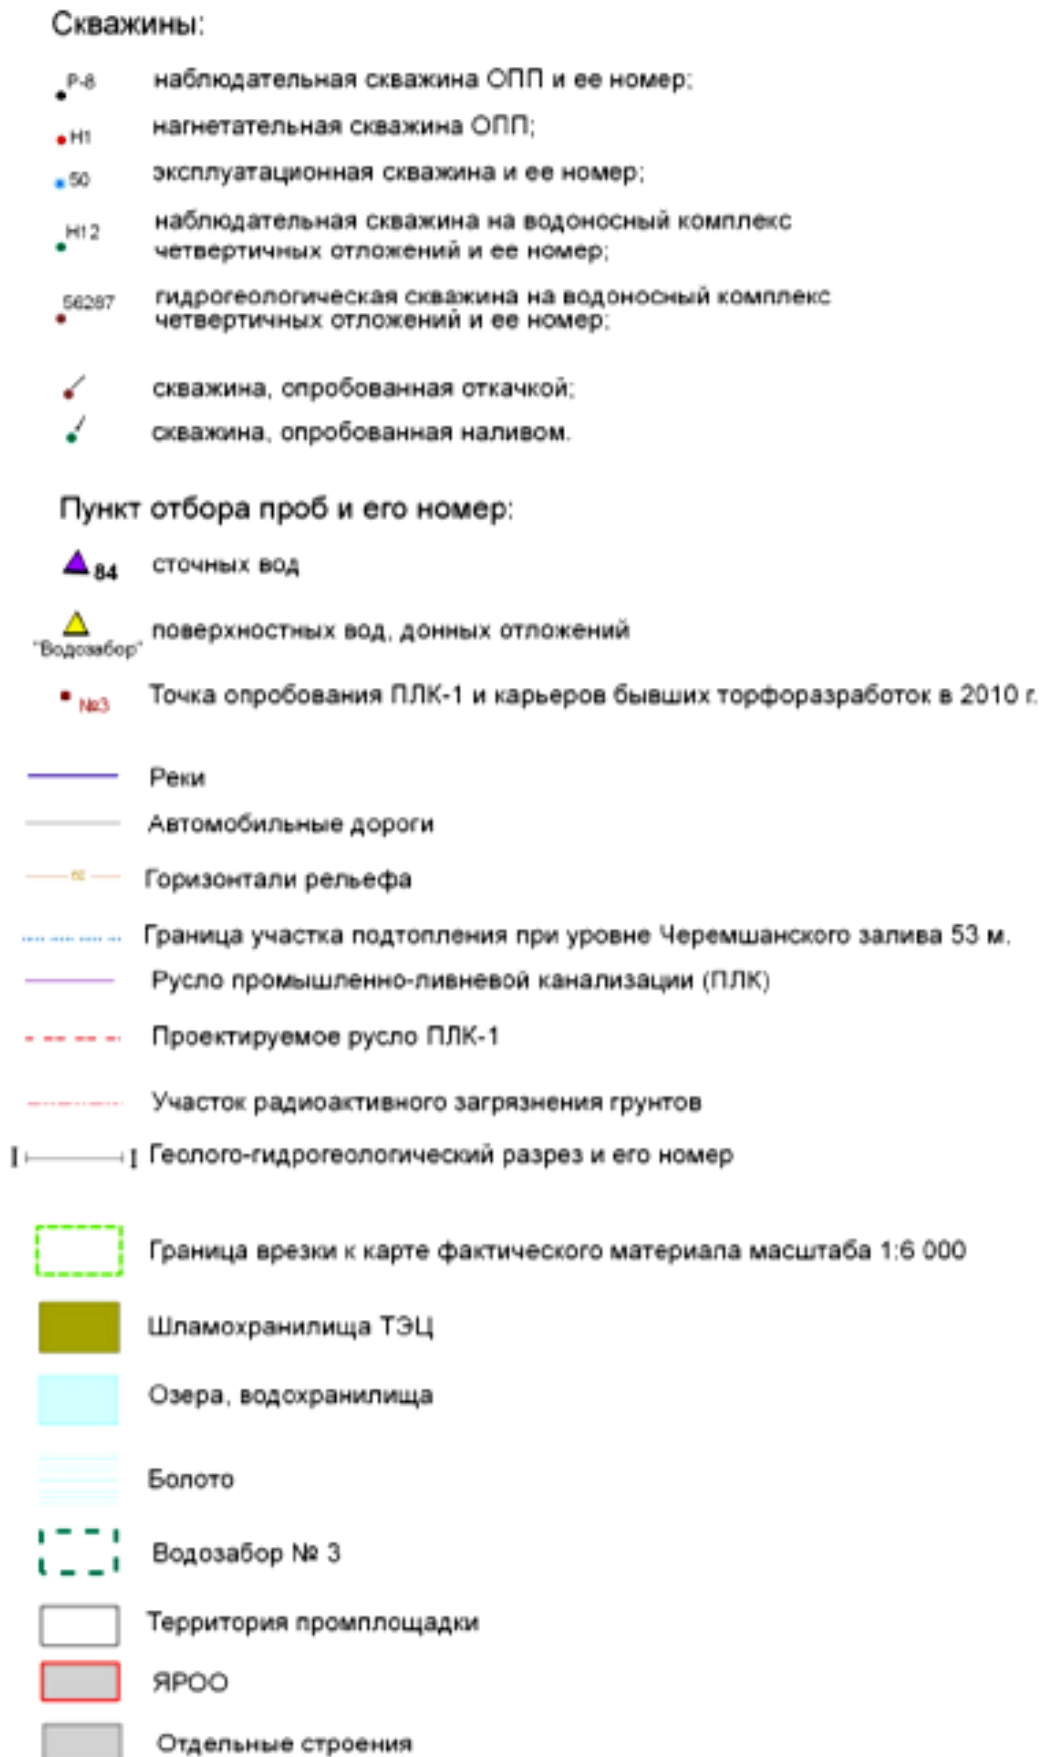 Скважины:
Р-8 наблюдательная скважина ОПП и ее номер;
Н1 нагнетательная скважина ОПП;
50 эксплуатационная скважина и ее номер;
Н12 наблюдательная скважина на водоносный комплекс
четвертичных отложений и ее номер;
56287 гидрогеологическая скважина на водоносный комплекс
четвертичных отложений и ее номер;
скважина, опробованная откачкой;
скважина, опробованная наливом.
Пункт отбора проб и его номер:
84 сточных вод
"Водозабор" поверхностных вод, донных отложений
№3 Точка опробования ПЛК-1 и карьеров бывших торфоразработок в 2010 г.
Реки
Автомобильные дороги
60 Горизонтали рельефа
Граница участка подтопления при уровне Черемшанского залива 53 м.
Русло промышленно-ливневой канализации (ПЛК)
Проектируемое русло ПЛК-1
Участок радиоактивного загрязнения грунтов
I I Геолого-гидрогеологический разрез и его номер
Граница врезки к карте фактического материала масштаба 1:6 000
Шламохранилища ТЭЦ
Озера, водохранилища
Болото
Водозабор № 3
Территория промплощадки
ЯРОО
Отдельные строения